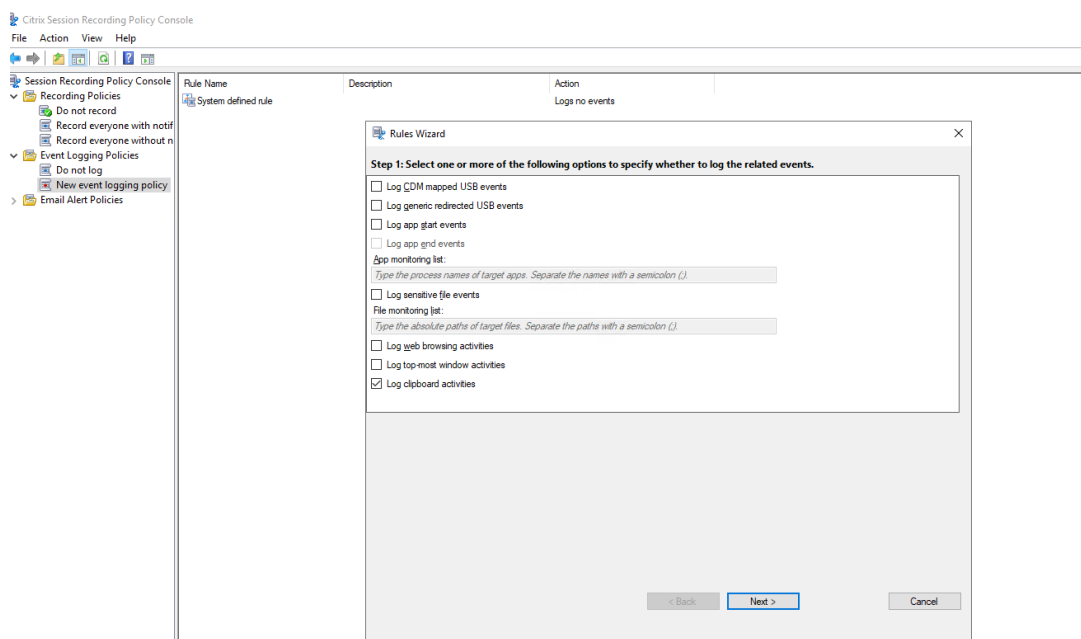 Citrix Session Recording Policy Console
File Action View Help
Session Recording Policy Console
Recording Policies
Do not record
Record everyone with notif
Record everyone without n
Event Logging Policies
Do not log
New event logging policy
Email Alert Policies
Rule Name Description Action
System defined rule Logs no events
Rules Wizard
Step 1: Select one or more of the following options to specify whether to log the related events.
Log CDM mapped USB events
Log generic redirected USB events
Log app start events
Log app end events
App monitoring list:
Type the process names of target apps. Separate the names with a semicolon (;).
Log sensitive file events
File monitoring list:
Type the absolute paths of target files. Separate the paths with a semicolon (;).
Log web browsing activities
Log top-most window activities
Log clipboard activities
< Back Next > Cancel